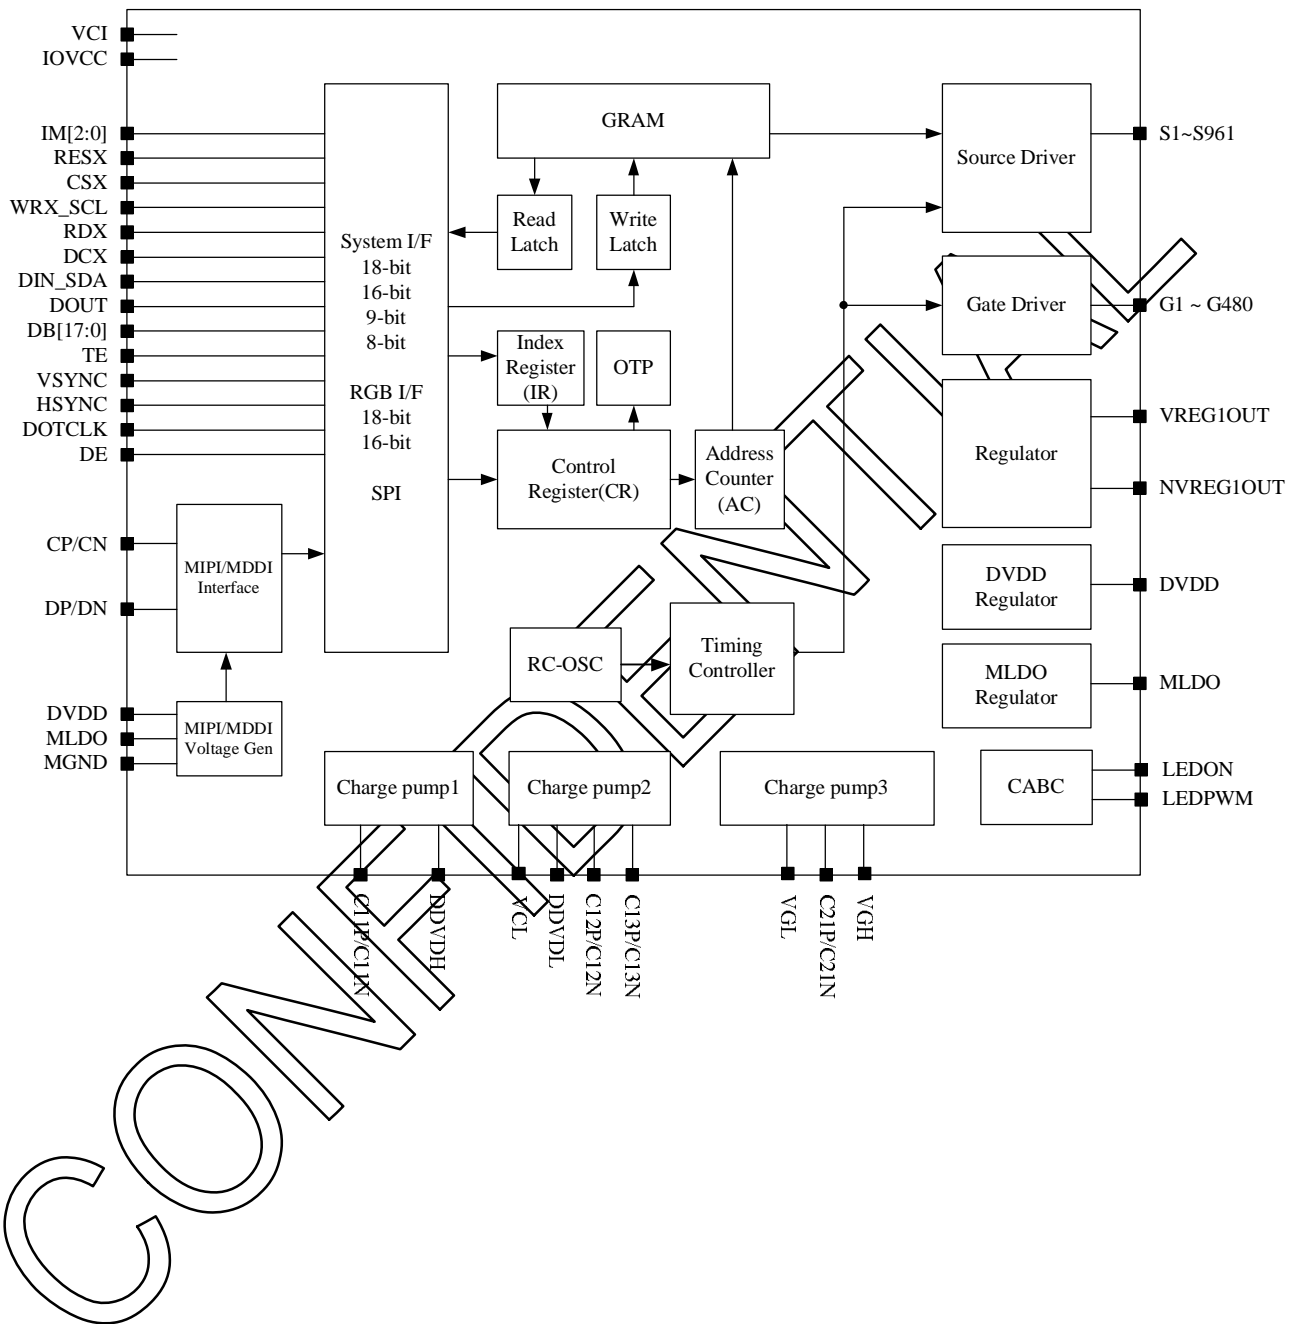 VCI
IOVCC
IM[2:0]
RESX
CSX
WRX_SCL
RDX
DCX
DIN_SDA
DOUT
DB[17:0]
TE
VSYNC
HSYNC
DOTCLK
DE
CP/CN
DP/DN
DVDD
MLDO
MGND
MIPI/MDDI
Interface
MIPI/MDDI
Voltage Gen
System I/F
18-bit
16-bit
9-bit
8-bit
RGB I/F
18-bit
16-bit
SPI
GRAM
Read
Latch
Write
Latch
Index
Register
(IR)
OTP
Control
Register(CR)
Address
Counter
(AC)
RC-OSC
Timing
Controller
Source Driver
Gate Driver
Regulator
DVDD
Regulator
MLDO
Regulator
CABC
S1~S961
G1 ~ G480
VREG1OUT
NVREG1OUT
DVDD
MLDO
LEDON
LEDPWM
Charge pump1
Charge pump2
Charge pump3
C11P/C11N
DDVDH
VCL
DDVDL
C12P/C12N
C13P/C13N
VGL
C21P/C21N
VGH
CONFIDENTIAL